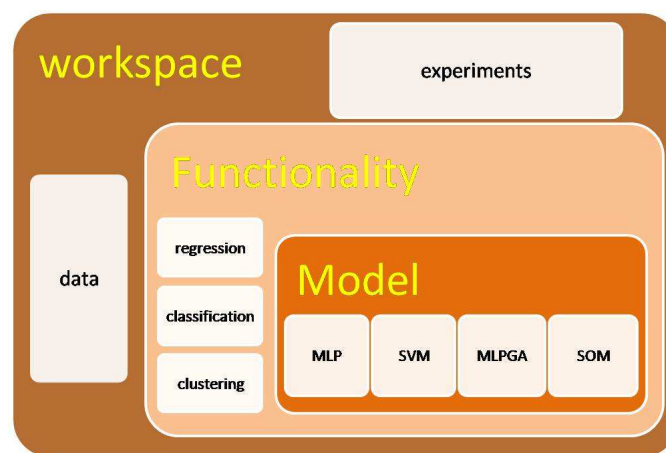 workspace
experiments
Functionality
data
regression
classification
clustering
Model
MLP
SVM
MLPGA
SOM